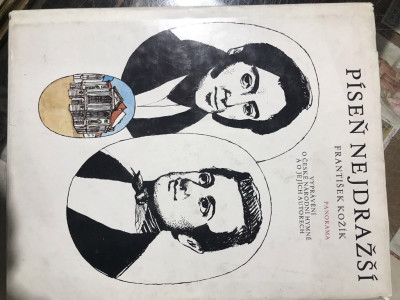 PÍSEŇ NEJDRAŽŠÍ
FRANTIŠEK KOŽÍK
PANORAMA
VYPRÁVĚNÍ
O ČESKÉ NÁRODNÍ HYMNĚ
A O JEJÍCH AUTORECH